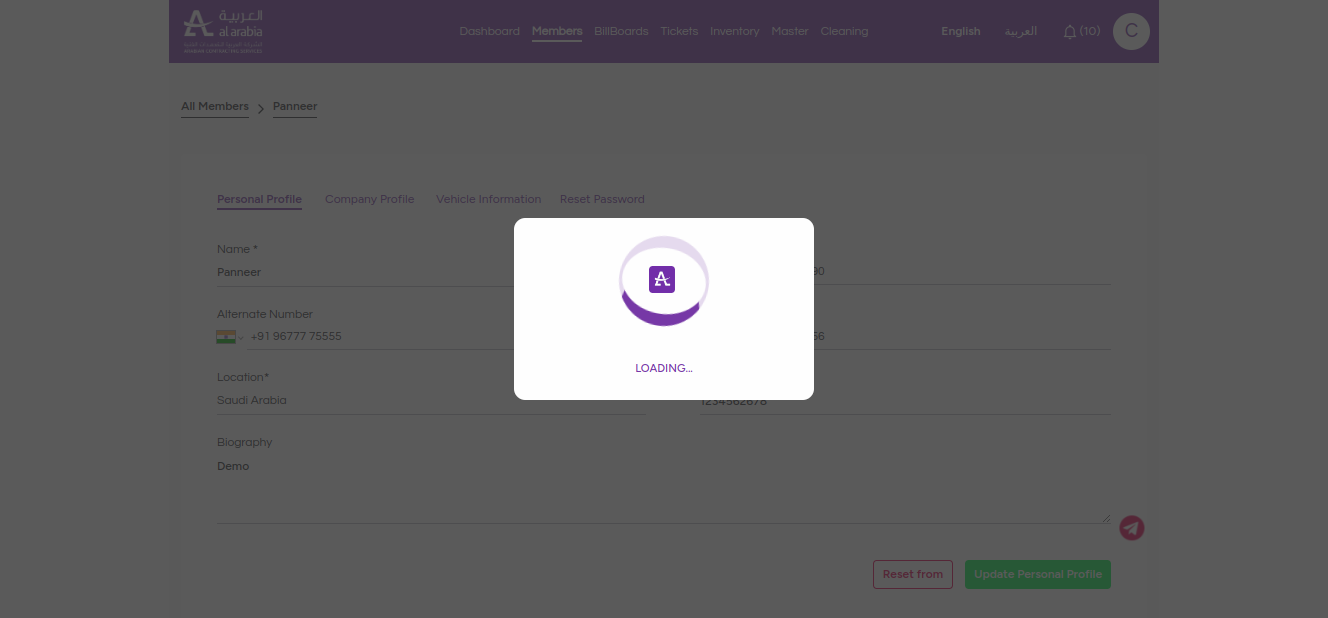 العربية
al arabia
Dashboard Members BillBoards Tickets Inventory Master Cleaning English العربية (10) C
All Members > Panneer
Personal Profile Company Profile Vehicle Information Reset Password
Name *
Panneer
90
Alternate Number
+91 96777 75555
56
LOADING...
Location*
Saudi Arabia
1234562678
Biography
Demo
Reset from Update Personal Profile